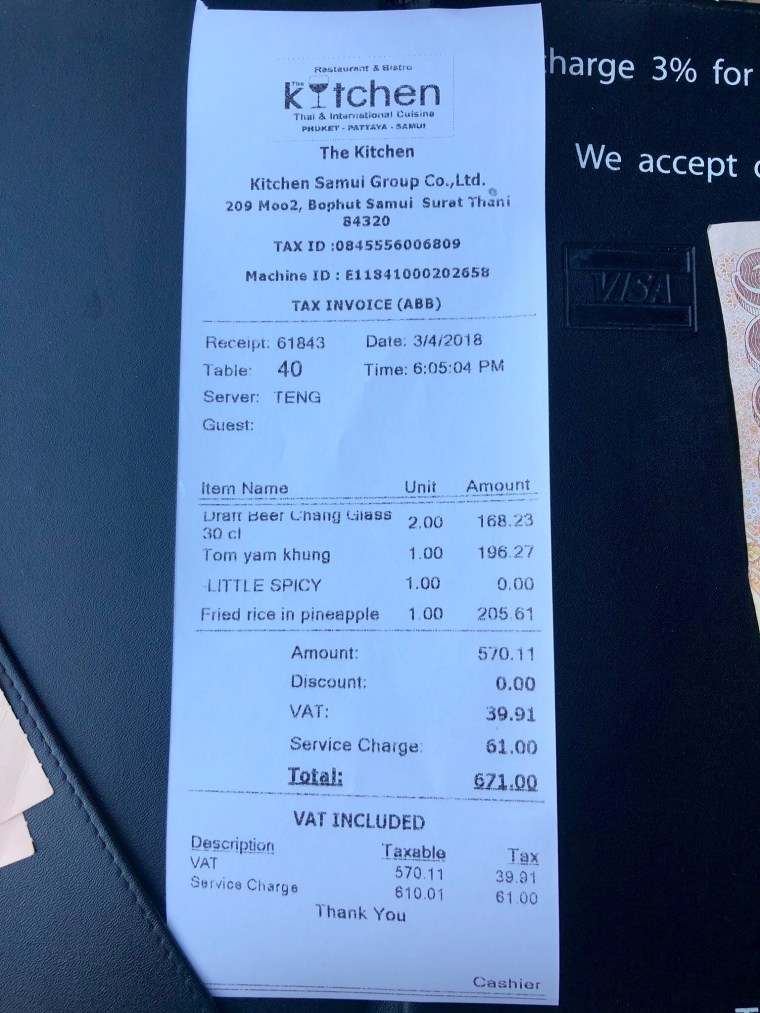 harge 3% for
We accept
VISA
Restaurant & Bistro
The
kitchen
Thai & International Cuisine
PHUKET - PATTAYA - SAMUI
The Kitchen
Kitchen Samui Group Co.,Ltd.
209 Moo2, Bophut Samui Surat Thani
84320
TAX ID :0845556006809
Machine ID : E11841000202658
TAX INVOICE (ABB)
Receipt: 61843 Date: 3/4/2018
Table: 40 Time: 6:05:04 PM
Server: TENG
Guest:
Item Name Unit Amount
Draft Beer Chang Glass 2.00 168.23
30 cl
Tom yam khung 1.00 196.27
-LITTLE SPICY 1.00 0.00
Fried rice in pineapple 1.00 205.61
Amount: 570.11
Discount: 0.00
VAT: 39.91
Service Charge: 61.00
Total: 671.00
VAT INCLUDED
Description Taxable Tax
VAT 570.11 39.91
Service Charge 610.01 61.00
Thank You
Cashier